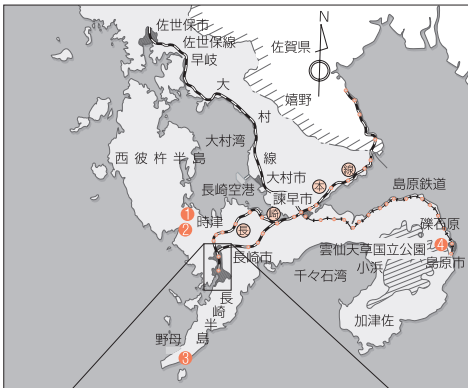 佐世保市
佐世保線
早岐
N
佐賀県
嬉野
大村線
大村湾
西彼杵半島
大村市
長崎空港
諫早市
長崎本線
島原鉄道
1
時津
2
礫石原
雲仙天草国立公園
4
小浜
島原市
長崎市
千々石湾
長崎半島
加津佐
野母
3